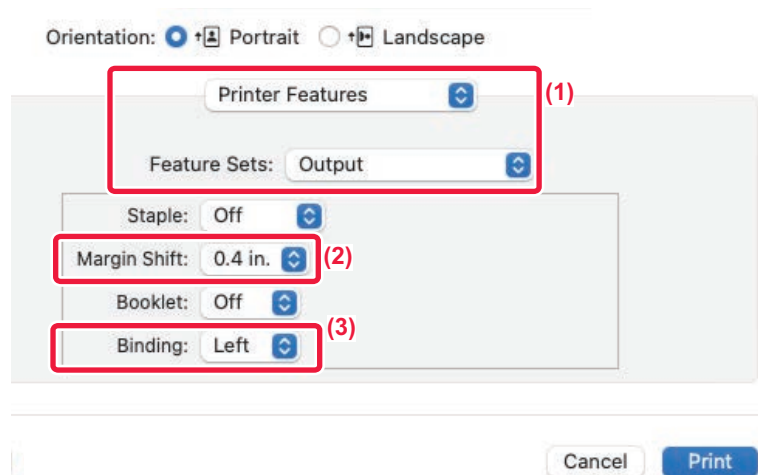 Orientation: Portrait Landscape
Printer Features (1)
Feature Sets: Output
Staple: Off
Margin Shift: 0.4 in. (2)
Booklet: Off
(3)
Binding: Left
Cancel Print